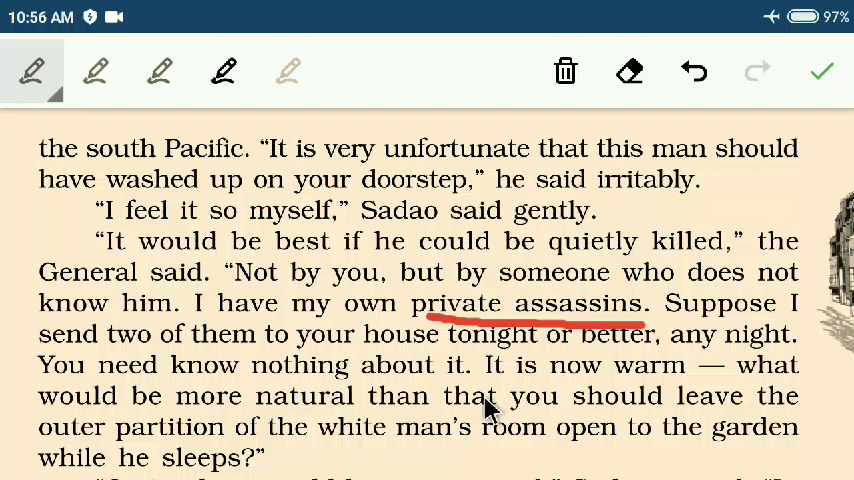 10:56 AM 97%
the south Pacific. “It is very unfortunate that this man should
have washed up on your doorstep,” he said irritably.
“I feel it so myself,” Sadao said gently.
“It would be best if he could be quietly killed,” the
General said. “Not by you, but by someone who does not
know him. I have my own private assassins. Suppose I
send two of them to your house tonight or better, any night.
You need know nothing about it. It is now warm — what
would be more natural than that you should leave the
outer partition of the white man’s room open to the garden
while he sleeps?”